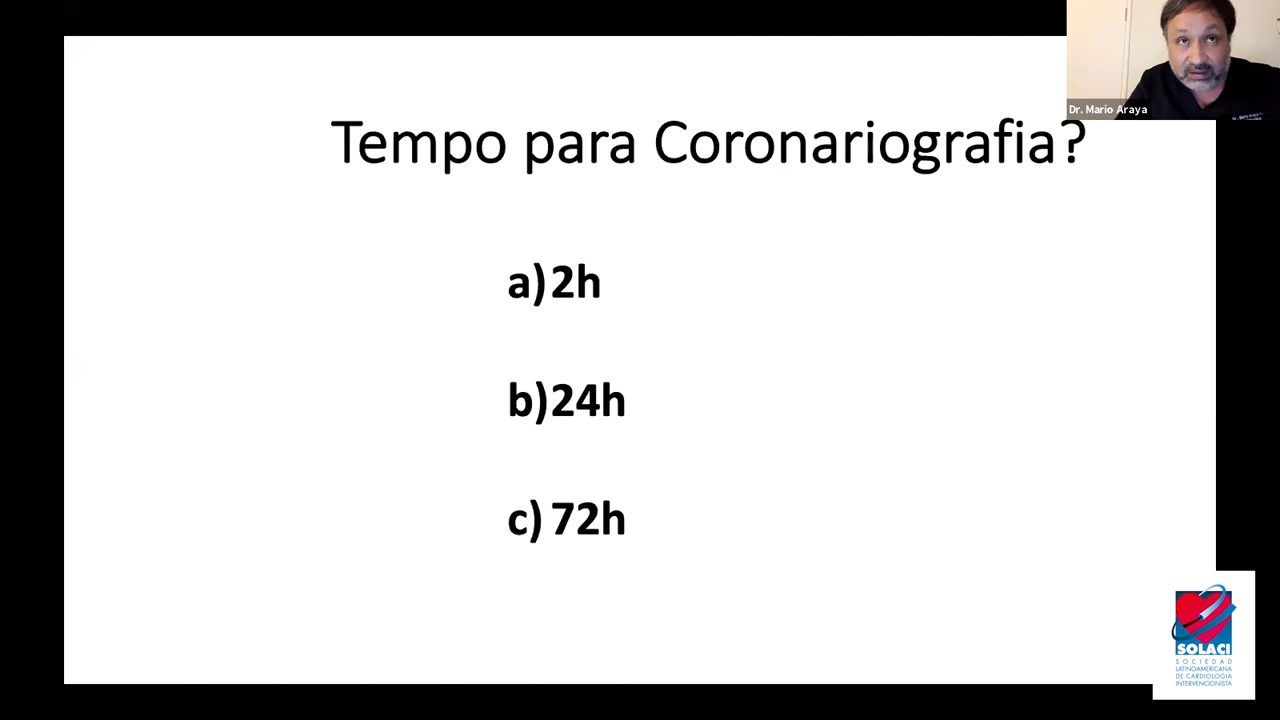 Dr. Mario Araya
Tempo para Coronariografia?
a) 2h
b) 24h
c) 72h
SOLACI
SOCIEDAD
LATINOAMERICANA
DE CARDIOLOGIA
INTERVENCIONISTA